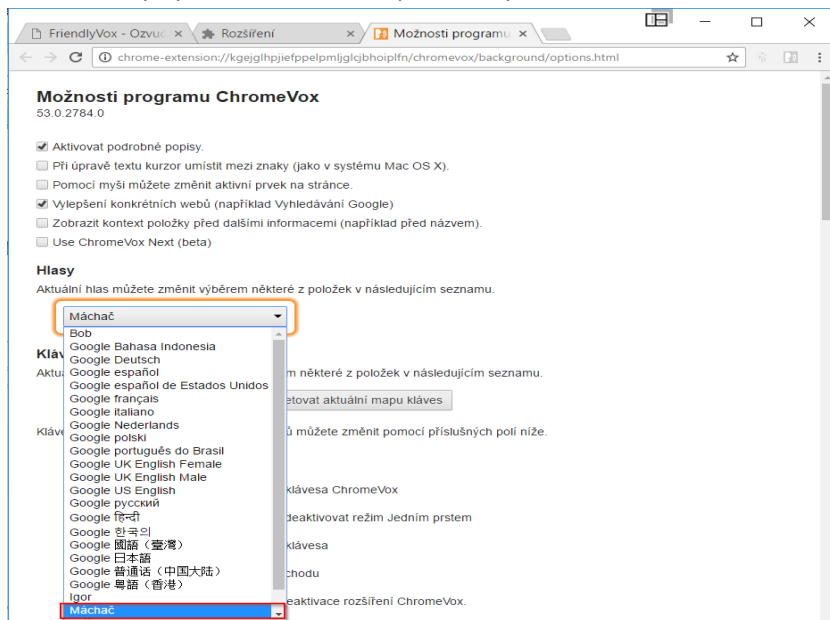 FriendlyVox - Ozvuč
Rozšíření
Možnosti programu
chrome-extension://kgejglhpjiefppelpmljglcjbhoiplfn/chromevox/background/options.html
Možnosti programu ChromeVox
53.0.2784.0
Aktivovat podrobné popisy.
Při úpravě textu kurzor umístit mezi znaky (jako v systému Mac OS X).
Pomocí myši můžete změnit aktivní prvek na stránce.
Vylepšení konkrétních webů (například Vyhledávání Google)
Zobrazit kontext položky před dalšími informacemi (například před názvem).
Use ChromeVox Next (beta)
Hlasy
Aktuální hlas můžete změnit výběrem některé z položek v následujícím seznamu.
Máchač
Bob
Google Bahasa Indonesia
Google Deutsch
Google español
Google español de Estados Unidos
Google français
Google italiano
Google Nederlands
Google polski
Google português do Brasil
Google UK English Female
Google UK English Male
Google US English
Google русский
Google हिन्दी
Google 한국의
Google 國語（臺灣）
Google 日本語
Google 普通话（中国大陆）
Google 粤語（香港）
Igor
Máchač
Kláv
Aktu
m některé z položek v následujícím seznamu.
etovat aktuální mapu kláves
Kláve
ů můžete změnit pomocí příslušných polí níže.
klávesa ChromeVox
deaktivovat režim Jedním prstem
klávesa
chodu
eaktivace rozšíření ChromeVox.